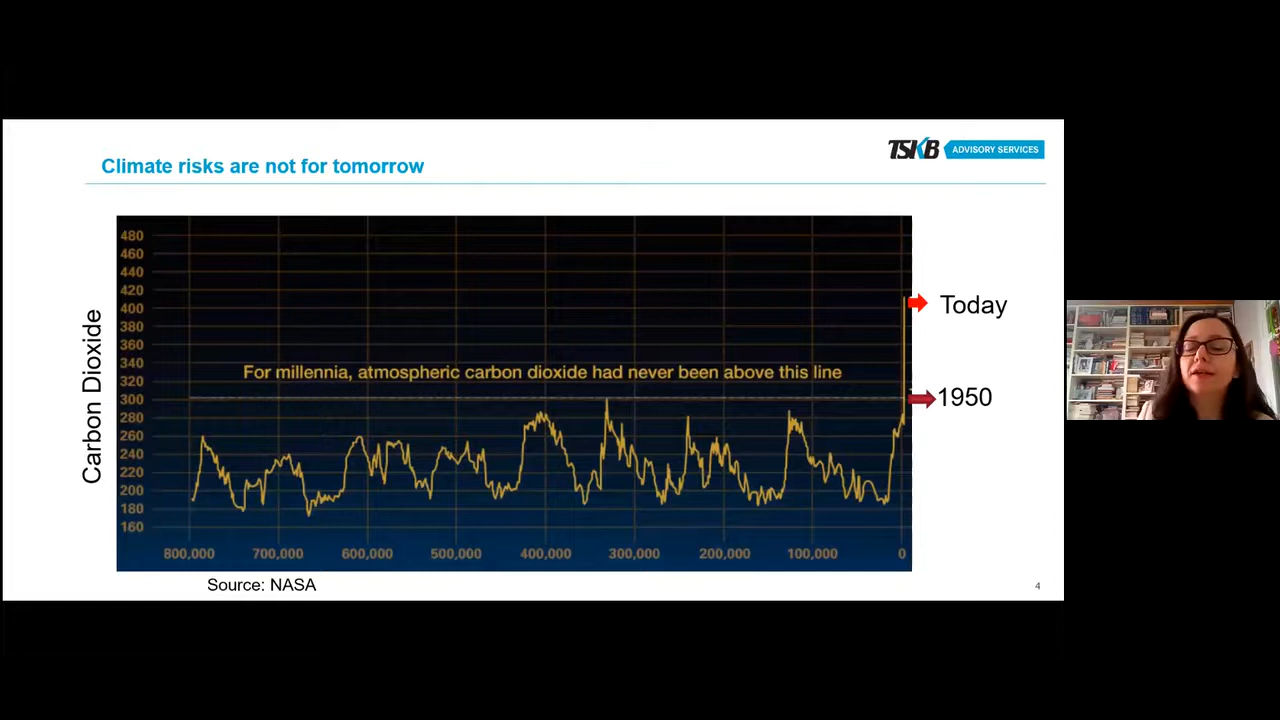 Climate risks are not for tomorrow
TSKB ADVISORY SERVICES
Carbon Dioxide
480
460
440
420
400
380
360
340
320
300
280
260
240
220
200
180
160
For millennia, atmospheric carbon dioxide had never been above this line
Today
1950
800,000 700,000 600,000 500,000 400,000 300,000 200,000 100,000 0
Source: NASA
4